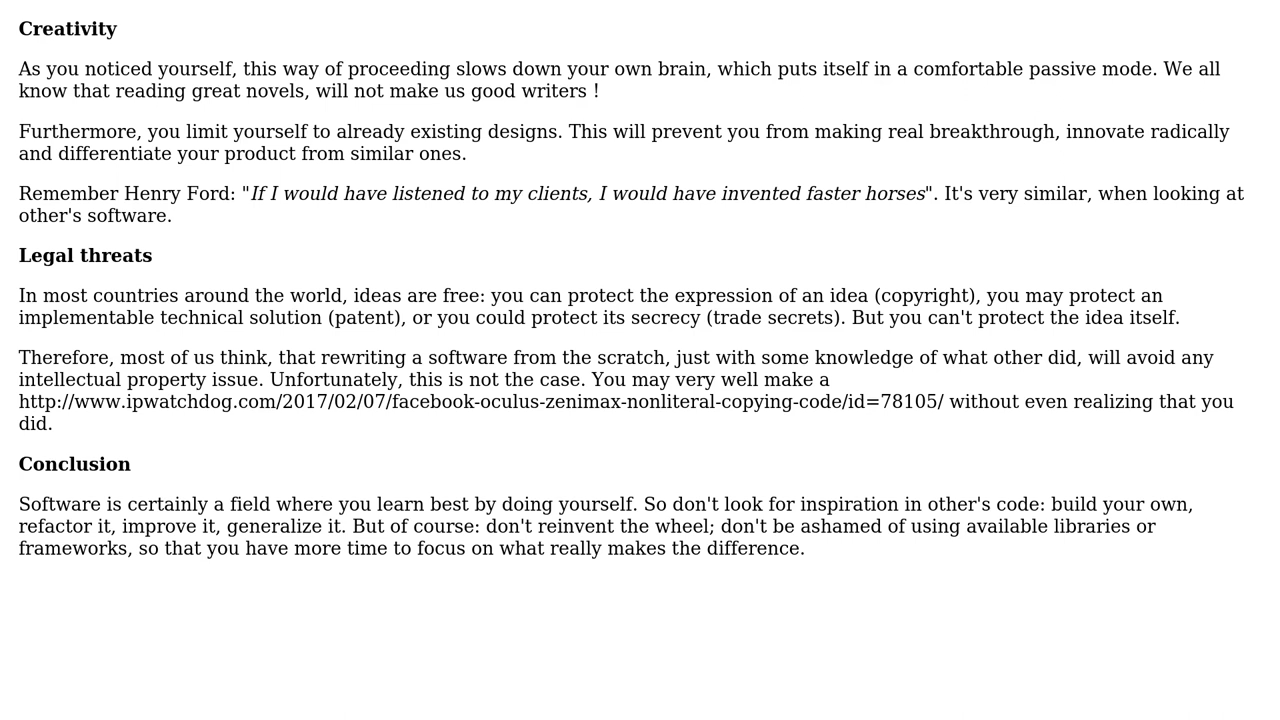 Creativity
As you noticed yourself, this way of proceeding slows down your own brain, which puts itself in a comfortable passive mode. We all
know that reading great novels, will not make us good writers !
Furthermore, you limit yourself to already existing designs. This will prevent you from making real breakthrough, innovate radically
and differentiate your product from similar ones.
Remember Henry Ford: "If I would have listened to my clients, I would have invented faster horses". It's very similar, when looking at
other's software.
Legal threats
In most countries around the world, ideas are free: you can protect the expression of an idea (copyright), you may protect an
implementable technical solution (patent), or you could protect its secrecy (trade secrets). But you can't protect the idea itself.
Therefore, most of us think, that rewriting a software from the scratch, just with some knowledge of what other did, will avoid any
intellectual property issue. Unfortunately, this is not the case. You may very well make a
http://www.ipwatchdog.com/2017/02/07/facebook-oculus-zenimax-nonliteral-copying-code/id=78105/ without even realizing that you
did.
Conclusion
Software is certainly a field where you learn best by doing yourself. So don't look for inspiration in other's code: build your own,
refactor it, improve it, generalize it. But of course: don't reinvent the wheel; don't be ashamed of using available libraries or
frameworks, so that you have more time to focus on what really makes the difference.